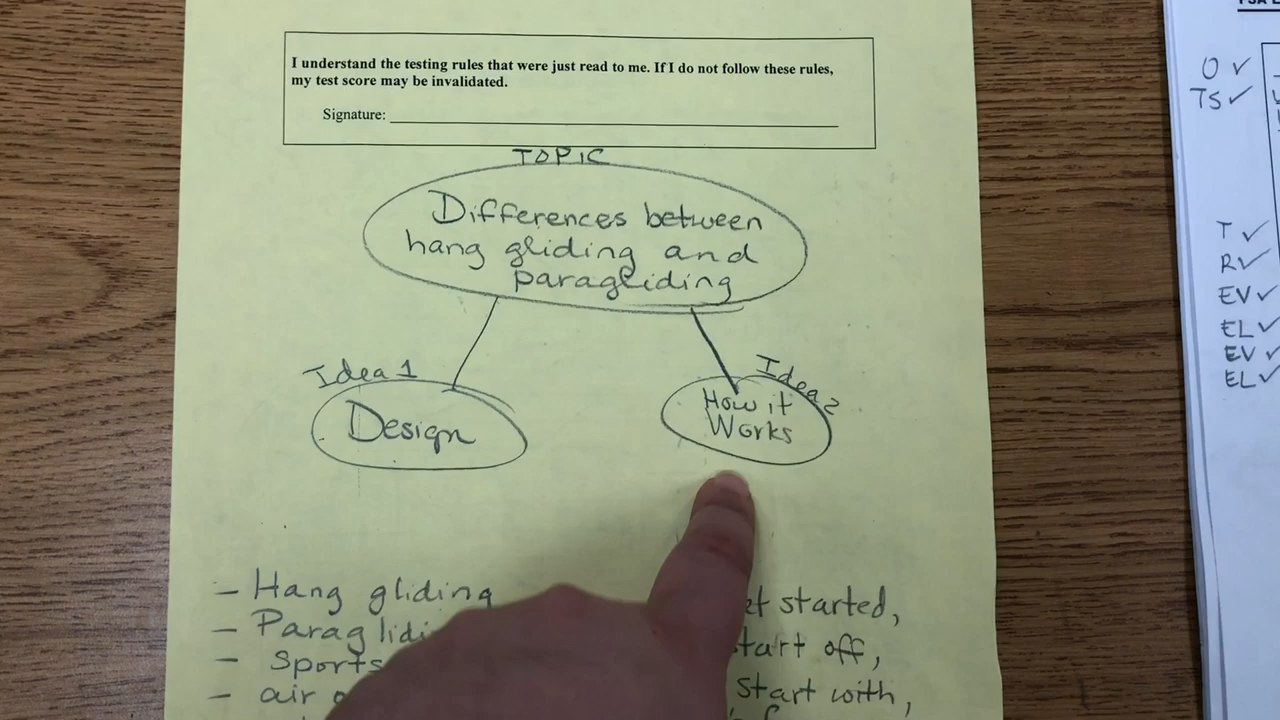 I understand the testing rules that were just read to me. If I do not follow these rules,
my test score may be invalidated.
Signature:
TOPIC
Differences between
hang gliding and
paragliding
Idea 1
Design
Idea 2
How it
Works
- Hang gliding
- Paraglidi
- Sports
- air
et started,
start off,
start with,
O ✓
TS ✓
T ✓
R ✓
EV ✓
EL ✓
EV ✓
EL ✓